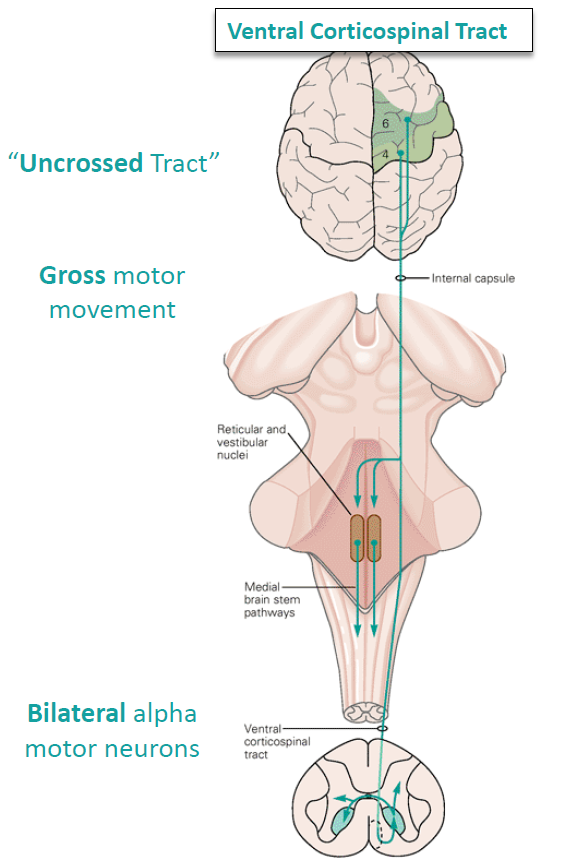 Ventral Corticospinal Tract
6
4
“Uncrossed Tract”
Gross motor
movement
Internal capsule
Reticular and
vestibular
nuclei
Medial
brain stem
pathways
Bilateral alpha
motor neurons
Ventral
corticospinal
tract